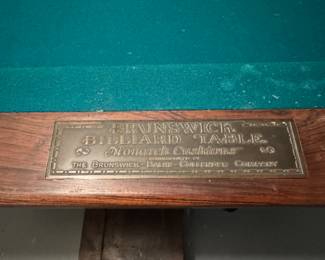 BRUNSWICK
BILLIARD TABLE
Monarch Cushions
THE BRUNSWICK-BALKE-COLLENDER COMPANY